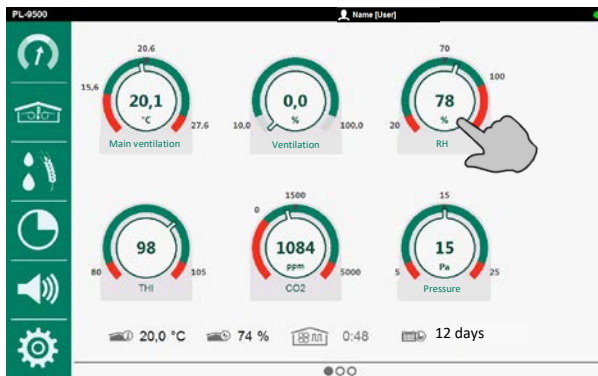 PL-9500
Name [User]
20,6
15,6
20,1
°C
27,6
Main ventilation
0,0
%
10,0
100,0
Ventilation
70
100
78
%
20
RH
98
80
105
THI
1500
0
1084
ppm
5000
CO2
15
15
Pa
5
25
Pressure
20,0 °C
74 %
0:48
12 days